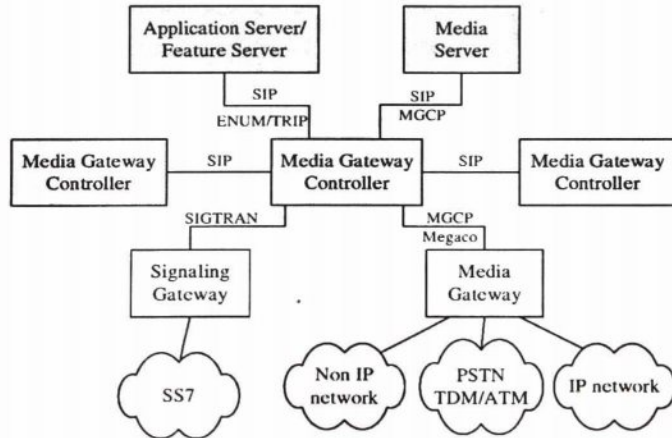 Application Server/
Feature Server
Media
Server
SIP
ENUM/TRIP
SIP
MGCP
Media Gateway
Controller
SIP
Media Gateway
Controller
SIP
Media Gateway
Controller
SIGTRAN
MGCP
Megaco
Signaling
Gateway
Media
Gateway
SS7
Non IP
network
PSTN
TDM/ATM
IP network